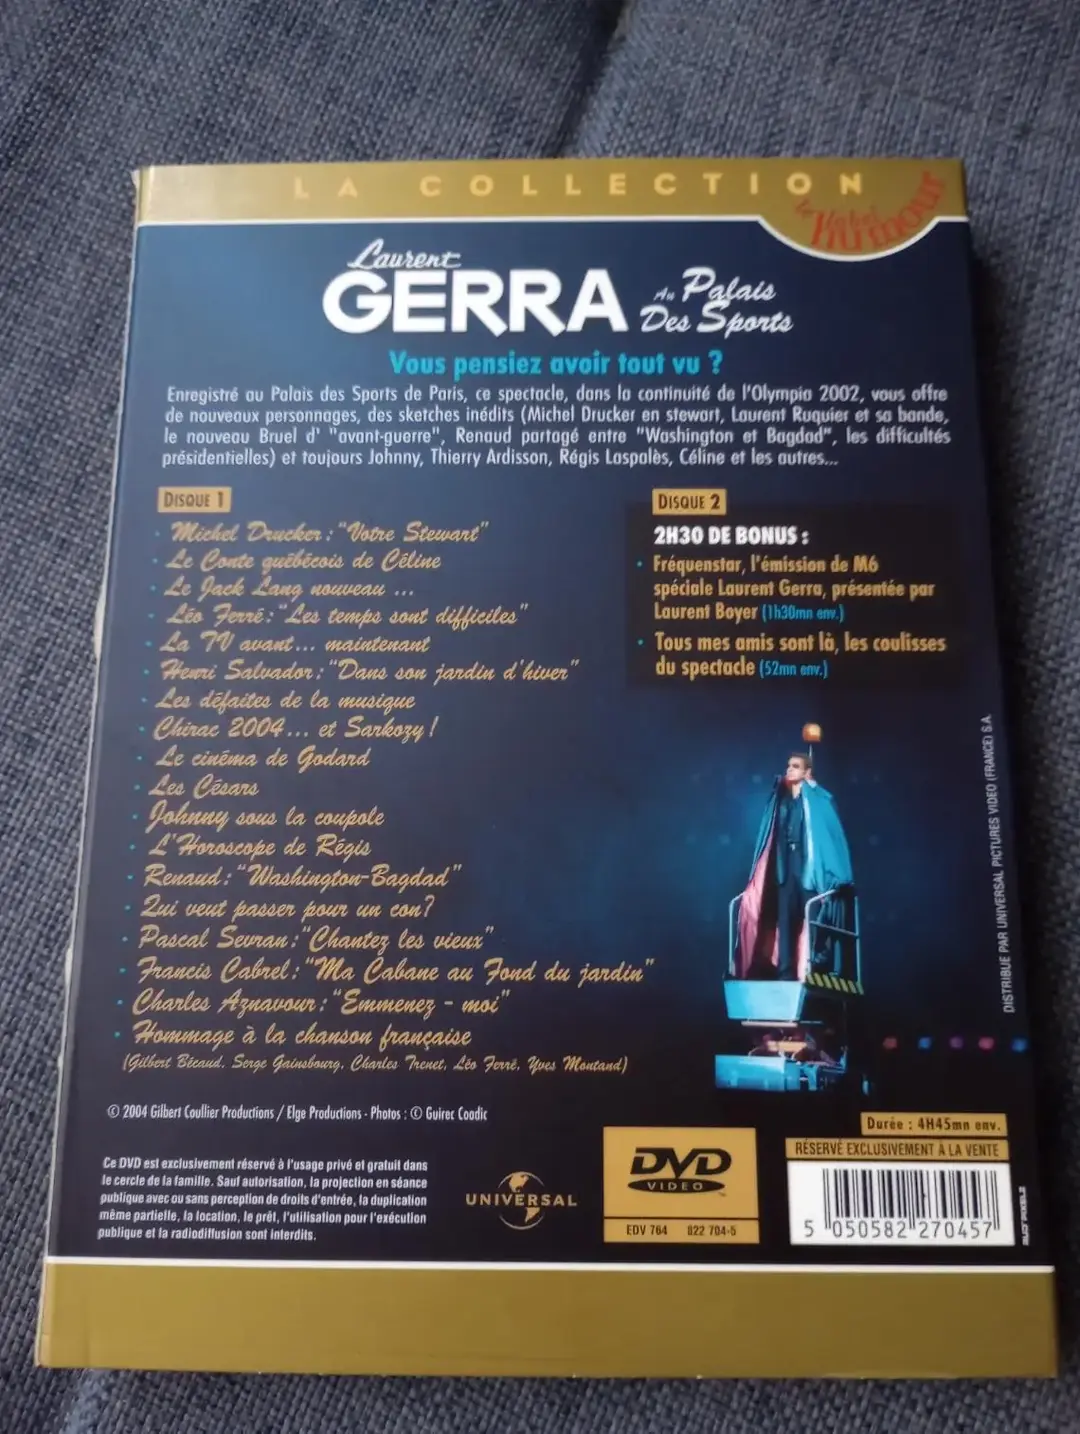 LA COLLECTION
humour
Laurent
GERRA
Au Palais
Des Sports
Vous pensiez avoir tout vu ?
Enregistré au Palais des Sports de Paris, ce spectacle, dans la continuité de l'Olympia 2002, vous offre
de nouveaux personnages, des sketches inédits (Michel Drucker en stewart, Laurent Ruquier et sa bande,
le nouveau Bruel d' "avant-guerre", Renaud partagé entre "Washington et Bagdad", les difficultés
présidentielles) et toujours Johnny, Thierry Ardisson, Régis Laspalès, Céline et les autres...
DISQUE 1
· Michel Drucker : "Votre Stewart"
· Le Conte québécois de Céline
· Le Jack Lang nouveau ...
· Léo Ferré : "Les temps sont difficiles"
· La TV avant... maintenant
· Henri Salvador : "Dans son jardin d'hiver"
· Les défaites de la musique
· Chirac 2004... et Sarkozy !
· Le cinéma de Godard
· Les Césars
· Johnny sous la coupole
· L'Horoscope de Régis
· Renaud : "Washington-Bagdad"
· Qui veut passer pour un con ?
· Pascal Sevran : "Chantez les vieux"
· Francis Cabrel : "Ma Cabane au Fond du jardin"
· Charles Aznavour : "Emmenez - moi"
· Hommage à la chanson française
(Gilbert Bécaud, Serge Gainsbourg, Charles Trenet, Léo Ferré, Yves Montand)
DISQUE 2
2H30 DE BONUS :
· Fréquenstar, l'émission de M6
spéciale Laurent Gerra, présentée par
Laurent Boyer (1h30mn env.)
· Tous mes amis sont là, les coulisses
du spectacle (52mn env.)
DISTRIBUE PAR UNIVERSAL PICTURES VIDEO (FRANCE) S.A.
© 2004 Gilbert Coullier Productions / Elge Productions - Photos : © Guirec Coadic
Ce DVD est exclusivement réservé à l'usage privé et gratuit dans
le cercle de la famille. Sauf autorisation, la projection en séance
publique avec ou sans perception de droits d'entrée, la duplication
même partielle, la location, le prêt, l'utilisation pour l'exécution
publique et la radiodiffusion sont interdits.
UNIVERSAL
DVD
VIDEO
EDV 764 822 704-5
Durée : 4H45mn env.
RÉSERVÉ EXCLUSIVEMENT À LA VENTE
5 050582 270457